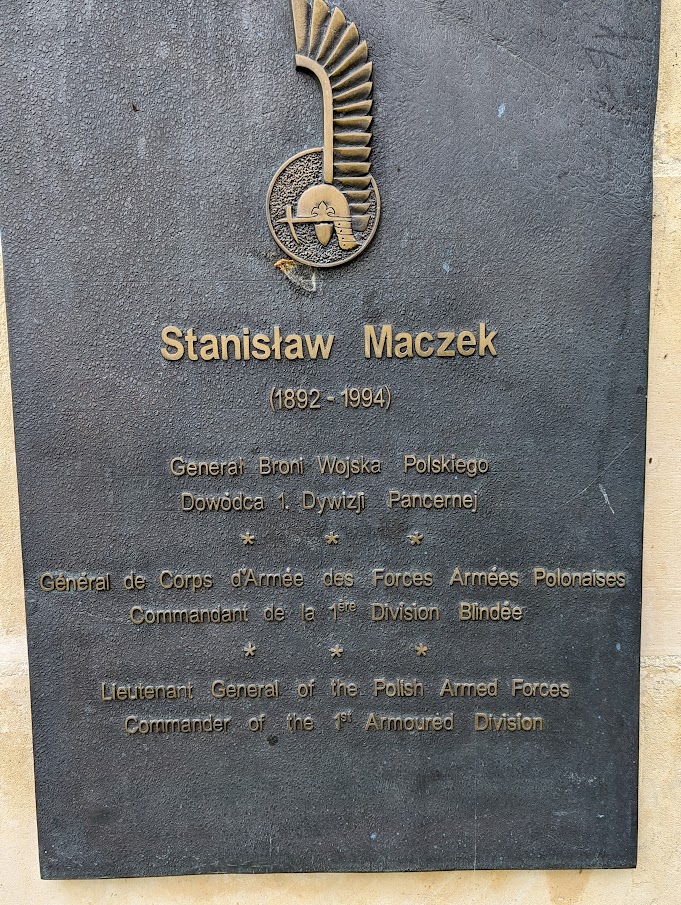 Stanisław Maczek
(1892 - 1994)
Generał Broni Wojska Polskiego
Dowódca 1. Dywizji Pancernej
* * *
Général de Corps d'Armée des Forces Armées Polonaises
Commandant de la 1ère Division Blindée
* * *
Lieutenant General of the Polish Armed Forces
Commander of the 1st Armoured Division